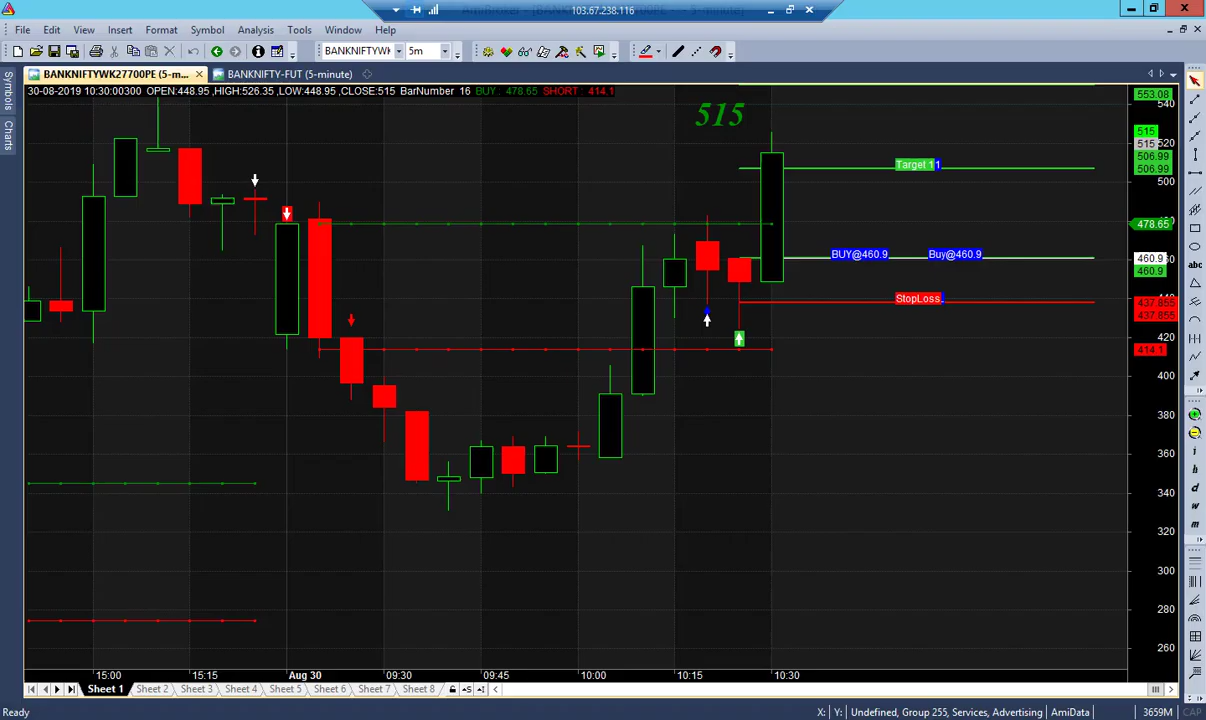 103.67.238.116
File Edit View Insert Format Symbol Analysis Tools Window Help
BANKNIFTYWK 5m
BANKNIFTYWK27700PE (5-m... BANKNIFTY-FUT (5-minute)
30-08-2019 10:30:00300 OPEN:448.95 ,HIGH:526.35 ,LOW:448.95 ,CLOSE:515 BarNumber 16 BUY : 478.65 SHORT : 414.1
Symbols
Charts
515
553.08
540
515
515
520
506.99
506.99
500
478.65
460.9
460.9
437.855
437.855
420
414.1
400
380
360
340
320
300
280
260
Target 1
BUY@460.9 Buy@460.9
StopLoss
abc
i
h
d
w
m
15:00 15:15 Aug 30 09:30 09:45 10:00 10:15 10:30
Sheet 1 Sheet 2 Sheet 3 Sheet 4 Sheet 5 Sheet 6 Sheet 7 Sheet 8
Ready X: Y: Undefined, Group 255, Services, Advertising AmiData 3659M CAP